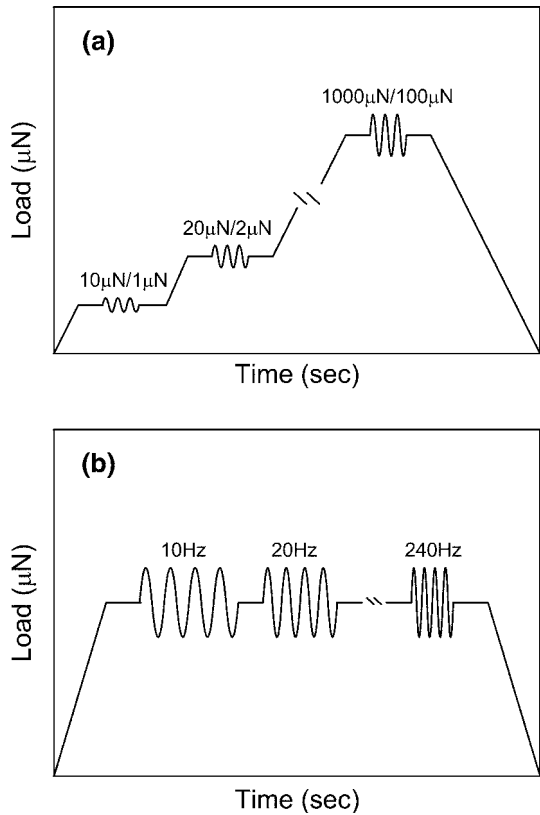 (a)
1000μN/100μN
20μN/2μN
10μN/1μN
Load (μN)
Time (sec)
(b)
10Hz 20Hz 240Hz
Load (μN)
Time (sec)